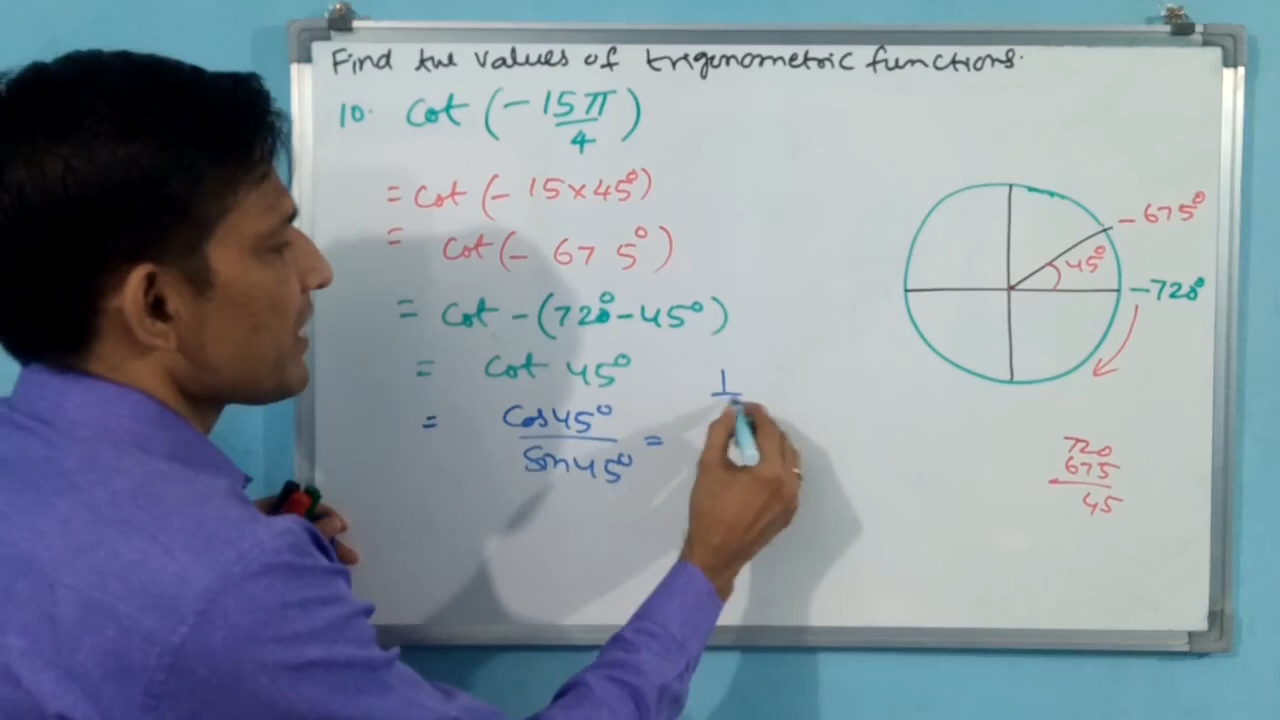 Find the values of trigonometric functions.
10. Cot (-15π/4)
= Cot (- 15×45°)
= Cot (- 675°)
= Cot -(720°-45°)
= Cot 45°
= Cos45°/Sin45° = 1
-675°
45°
-720°
720
675
45